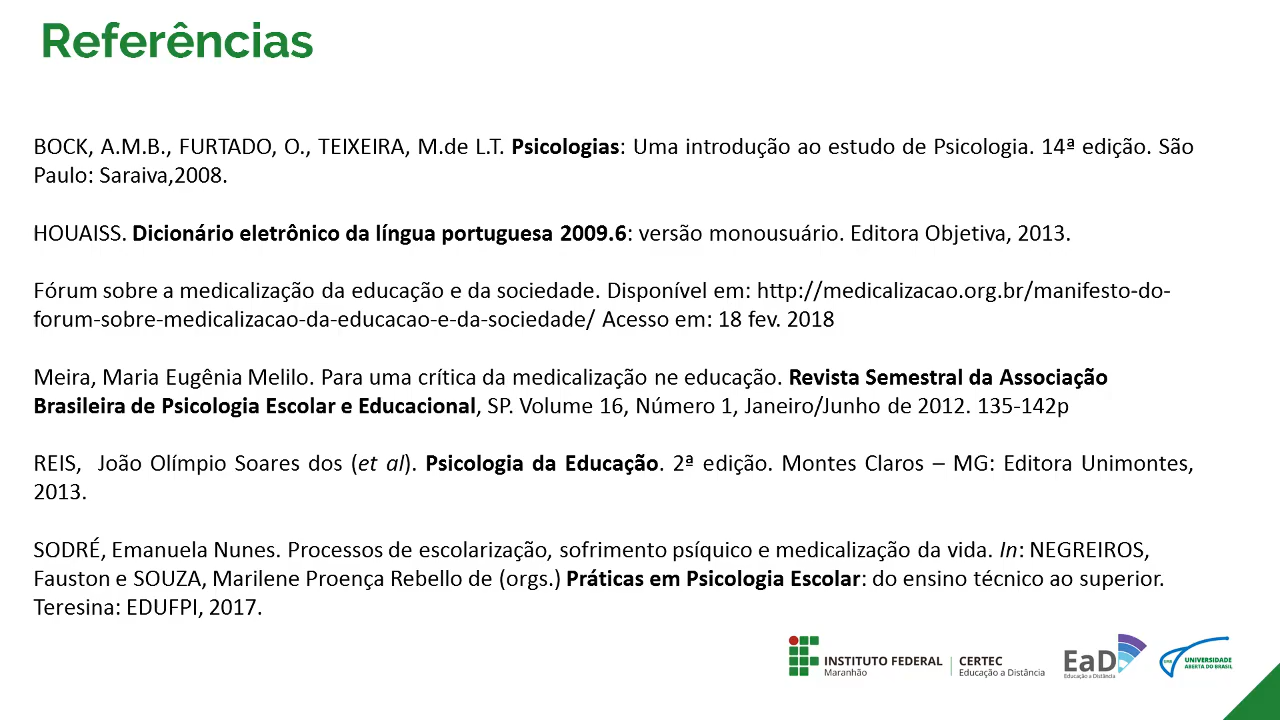 Referências
BOCK, A.M.B., FURTADO, O., TEIXEIRA, M.de L.T. Psicologias: Uma introdução ao estudo de Psicologia. 14ª edição. São
Paulo: Saraiva,2008.
HOUAISS. Dicionário eletrônico da língua portuguesa 2009.6: versão monousuário. Editora Objetiva, 2013.
Fórum sobre a medicalização da educação e da sociedade. Disponível em: http://medicalizacao.org.br/manifesto-do-
forum-sobre-medicalizacao-da-educacao-e-da-sociedade/ Acesso em: 18 fev. 2018
Meira, Maria Eugênia Melilo. Para uma crítica da medicalização ne educação. Revista Semestral da Associação
Brasileira de Psicologia Escolar e Educacional, SP. Volume 16, Número 1, Janeiro/Junho de 2012. 135-142p
REIS, João Olímpio Soares dos (et al). Psicologia da Educação. 2ª edição. Montes Claros – MG: Editora Unimontes,
2013.
SODRÉ, Emanuela Nunes. Processos de escolarização, sofrimento psíquico e medicalização da vida. In: NEGREIROS,
Fauston e SOUZA, Marilene Proença Rebello de (orgs.) Práticas em Psicologia Escolar: do ensino técnico ao superior.
Teresina: EDUFPI, 2017.
INSTITUTO FEDERAL
Maranhão
CERTEC
Educação a Distância
EaD
Educação a Distância
UNIVERSIDADE
ABERTA DO BRASIL